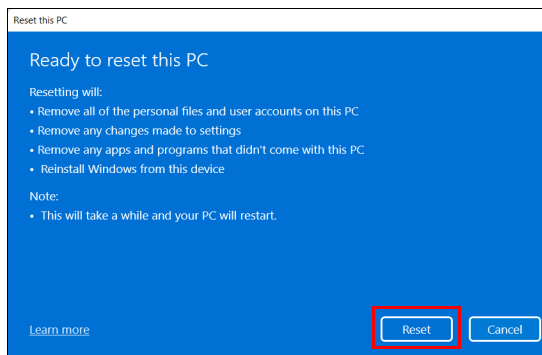 Reset this PC
Ready to reset this PC
Resetting will:
• Remove all of the personal files and user accounts on this PC
• Remove any changes made to settings
• Remove any apps and programs that didn't come with this PC
• Reinstall Windows from this device
Note:
• This will take a while and your PC will restart.
Learn more
Reset
Cancel